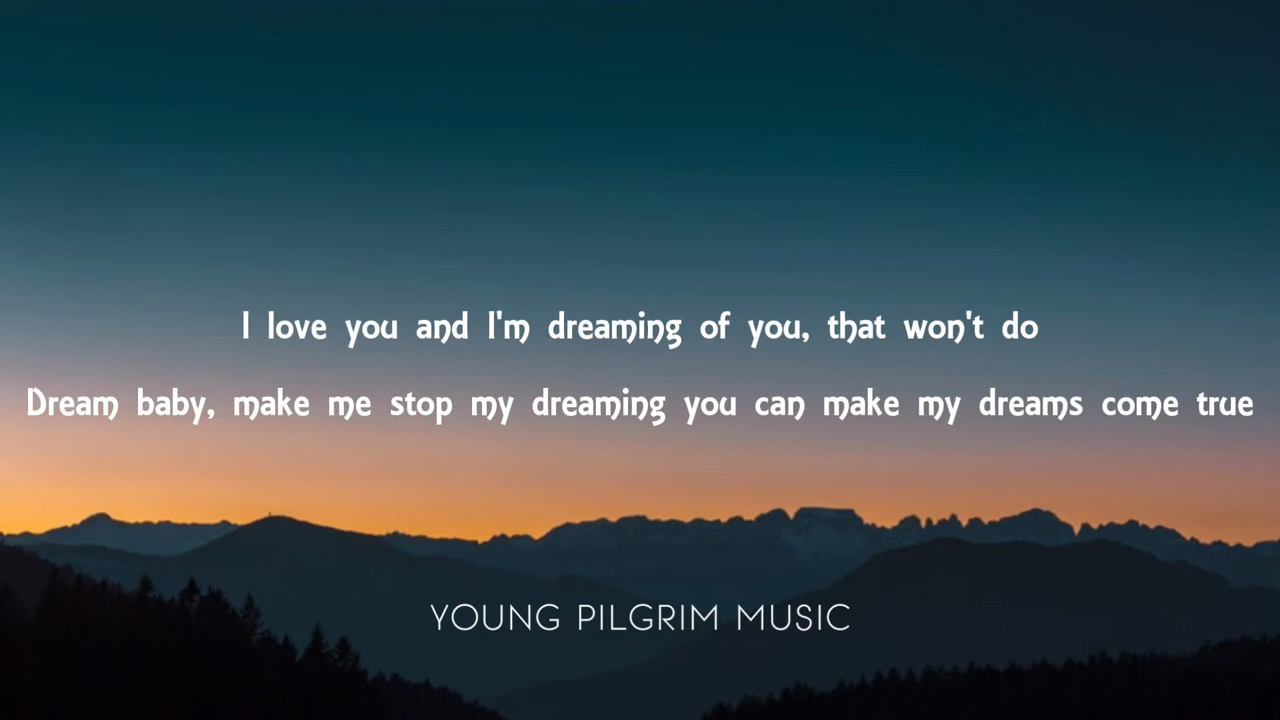 I love you and I'm dreaming of you, that won't do
Dream baby, make me stop my dreaming you can make my dreams come true
YOUNG PILGRIM MUSIC